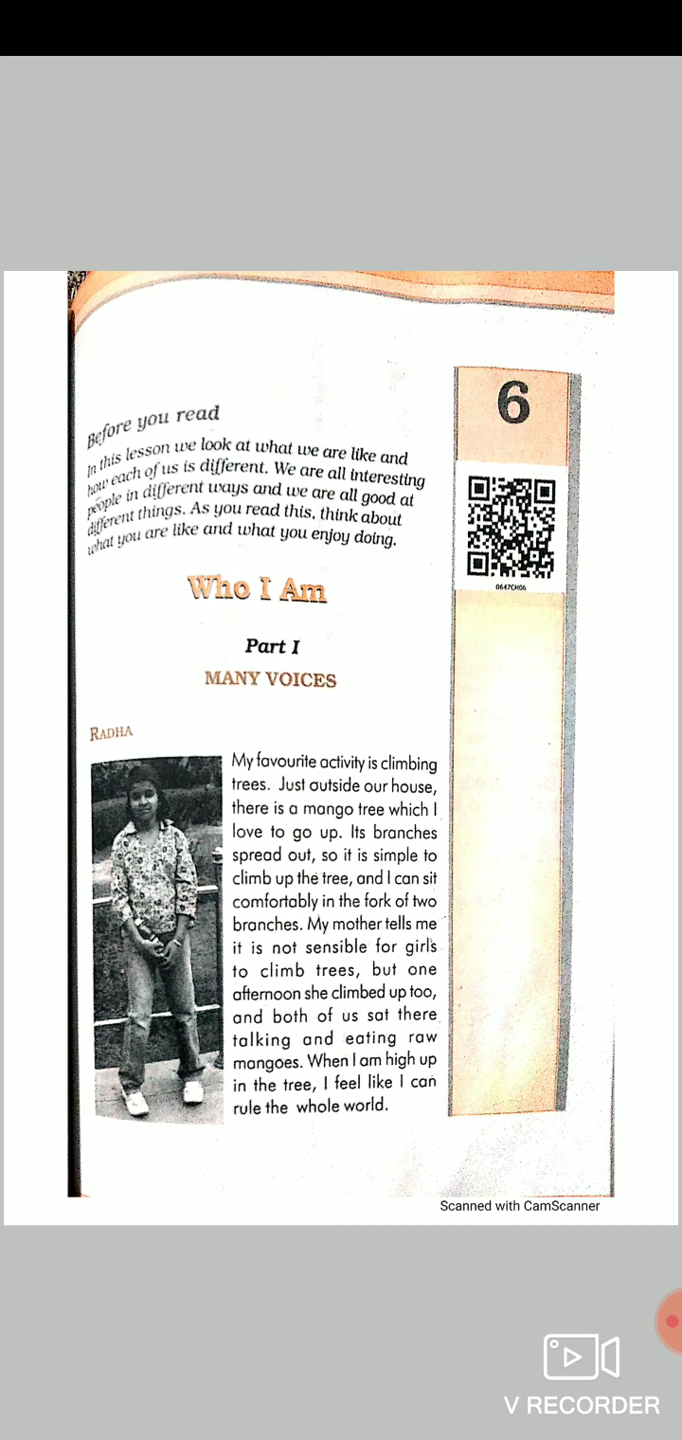 Before you read
In this lesson we look at what we are like and
how each of us is different. We are all interesting
people in different ways and we are all good at
different things. As you read this, think about
what you are like and what you enjoy doing.
6
0647CH06
Who I Am
Part I
MANY VOICES
RADHA
My favourite activity is climbing
trees. Just outside our house,
there is a mango tree which I
love to go up. Its branches
spread out, so it is simple to
climb up the tree, and I can sit
comfortably in the fork of two
branches. My mother tells me
it is not sensible for girls
to climb trees, but one
afternoon she climbed up too,
and both of us sat there
talking and eating raw
mangoes. When I am high up
in the tree, I feel like I can
rule the whole world.
Scanned with CamScanner
V RECORDER